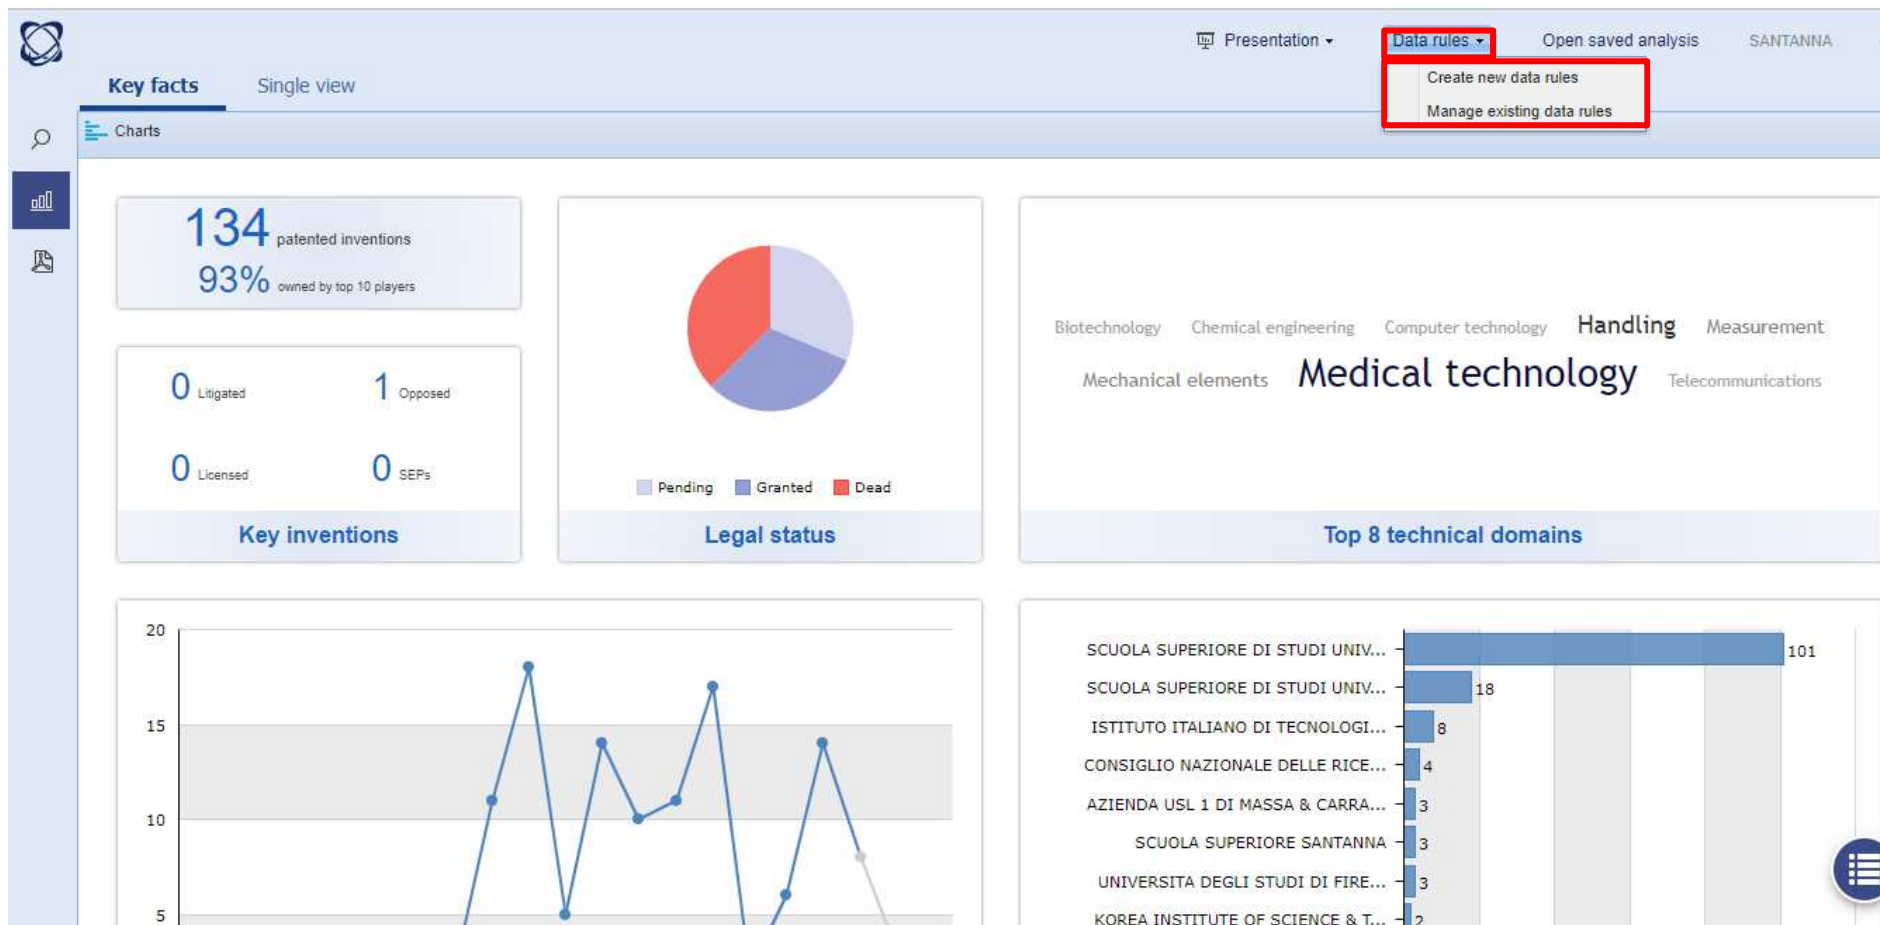 Presentation
Data rules
Open saved analysis
SANTANNA
Create new data rules
Manage existing data rules
Key facts
Single view
Charts
134 patented inventions
93% owned by top 10 players
0 Litigated
1 Opposed
0 Licensed
0 SEPs
Key inventions
Pending Granted Dead
Legal status
Biotechnology Chemical engineering Computer technology Handling Measurement
Mechanical elements Medical technology Telecommunications
Top 8 technical domains
20
15
10
5
SCUOLA SUPERIORE DI STUDI UNIV... 101
SCUOLA SUPERIORE DI STUDI UNIV... 18
ISTITUTO ITALIANO DI TECNOLOGI... 8
CONSIGLIO NAZIONALE DELLE RICE... 4
AZIENDA USL 1 DI MASSA & CARRA... 3
SCUOLA SUPERIORE SANTANNA 3
UNIVERSITA DEGLI STUDI DI FIRE... 3
KOREA INSTITUTE OF SCIENCE & T... 2